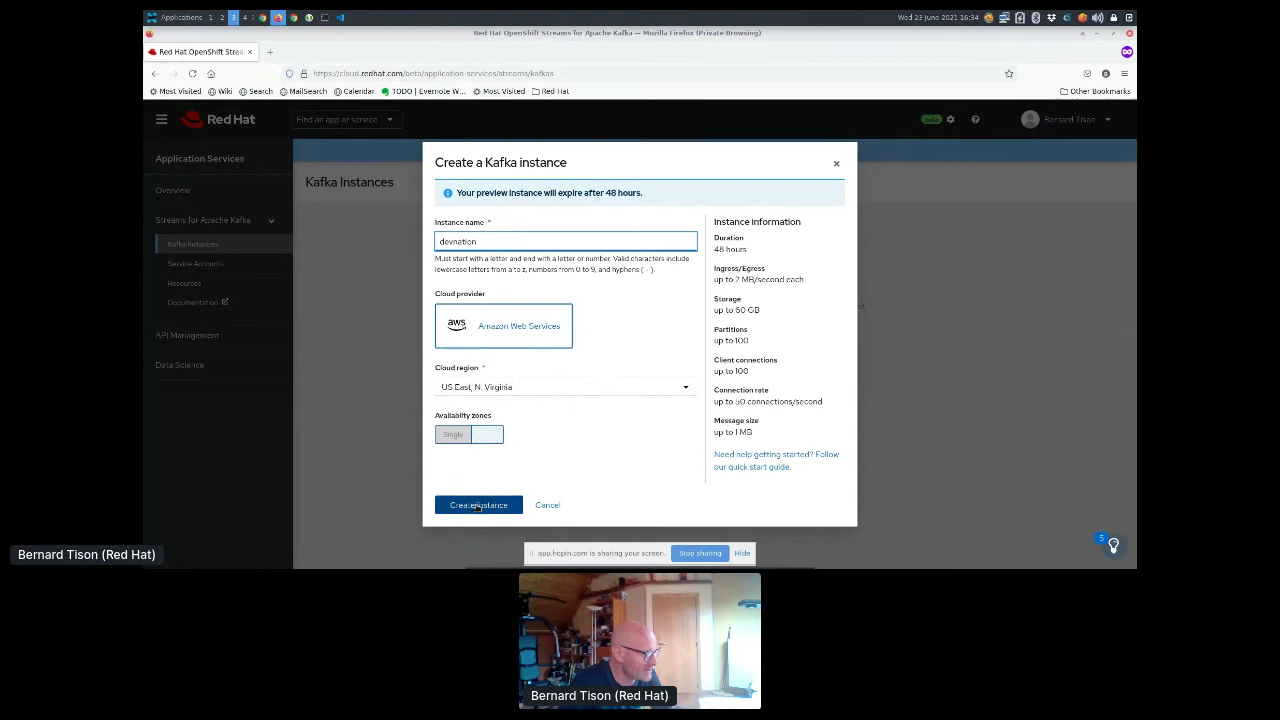 Applications 1 2 3 4 5
Wed 23 June 2021 16:34
Red Hat OpenShift Streams for Apache Kafka — Mozilla Firefox (Private Browsing)
Red Hat OpenShift Strea
https://cloud.redhat.com/beta/application-services/streams/kafkas
Most Visited Wiki Search MailSearch Calendar TODO | Evernote W... Most Visited Red Hat Other Bookmarks
Red Hat
Find an app or service
beta
Bernard Tison
Application Services
Overview
Streams for Apache Kafka
Kafka Instances
Service Accounts
Resources
Documentation
API Management
Data Science
Kafka Instances
Create a Kafka instance
Your preview instance will expire after 48 hours.
Instance name *
devnation
Must start with a letter and end with a letter or number. Valid characters include
lowercase letters from a to z, numbers from 0 to 9, and hyphens ( - ).
Cloud provider
aws Amazon Web Services
Cloud region *
US East, N. Virginia
Availabilty zones
Single
Create instance
Cancel
Instance information
Duration
48 hours
Ingress/Egress
up to 2 MB/second each
Storage
up to 60 GB
Partitions
up to 100
Client connections
up to 100
Connection rate
up to 50 connections/second
Message size
up to 1 MB
Need help getting started? Follow
our quick start guide.
5
app.hopin.com is sharing your screen.
Stop sharing
Hide
Bernard Tison (Red Hat)
Bernard Tison (Red Hat)